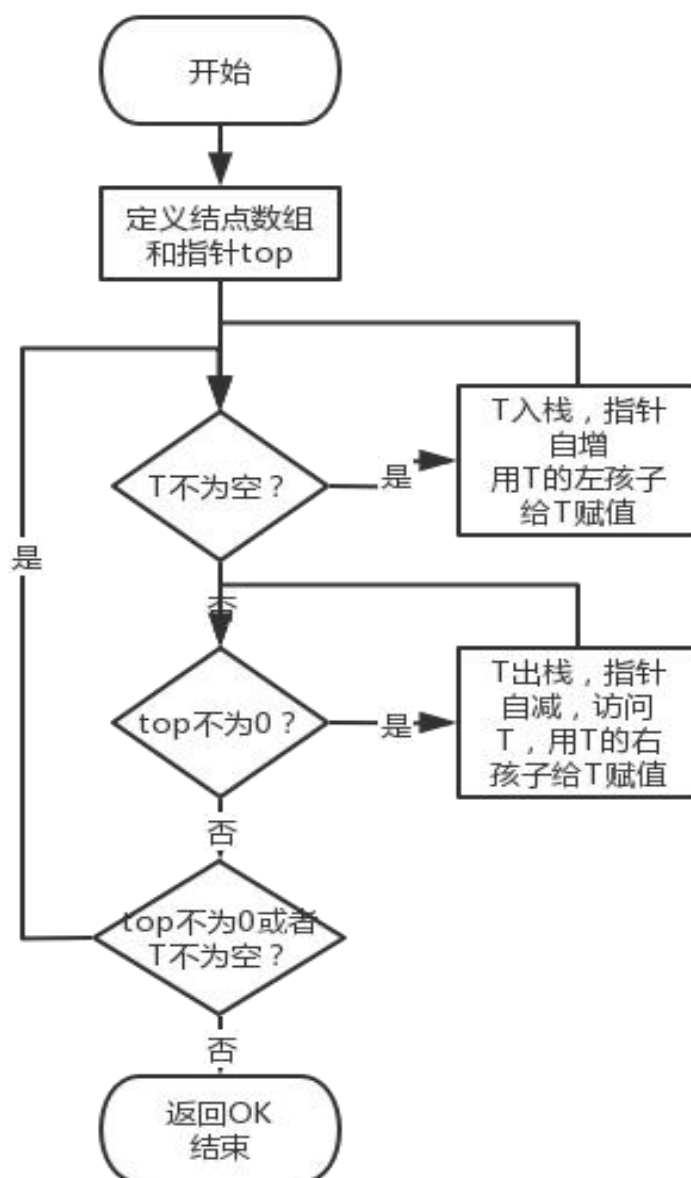 开始
定义结点数组
和指针top
T不为空？
是
T入栈，指针
自增
用T的左孩子
给T赋值
是
否
top不为0？
是
T出栈，指针
自减，访问
T，用T的右
孩子给T赋值
否
top不为0或者
T不为空？
否
返回OK
结束